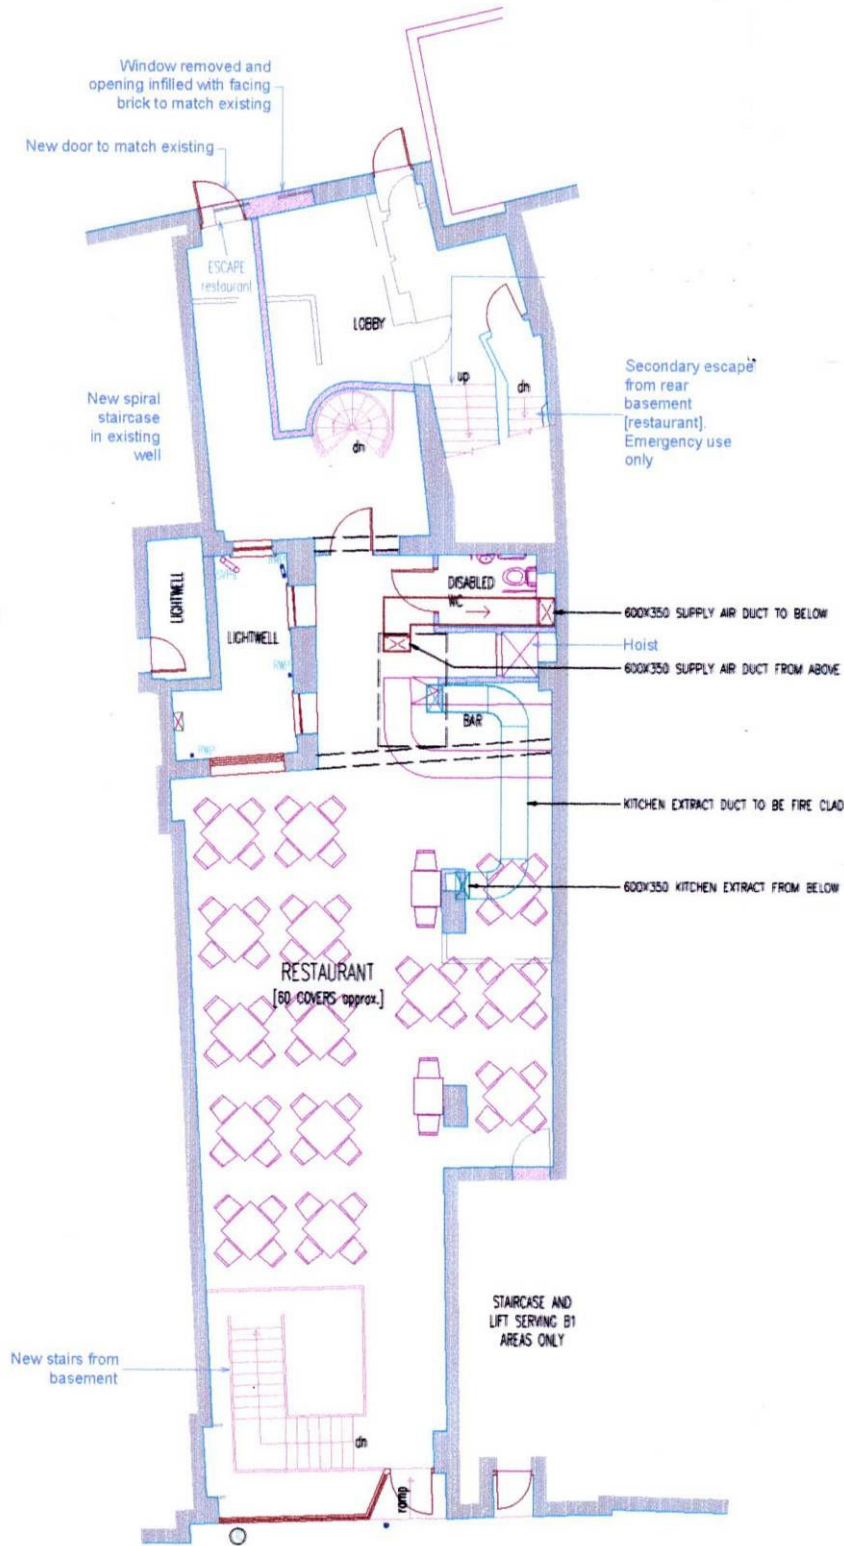 Window removed and
opening infilled with facing
brick to match existing
New door to match existing
ESCAPE
restaurant
LOBBY
up
dn
Secondary escape
from rear
basement
[restaurant].
Emergency use
only
New spiral
staircase
in existing
well
dn
LIGHTWELL
LIGHTWELL
RWP
RWP
DISABLED
WC
600X350 SUPPLY AIR DUCT TO BELOW
Hoist
600X350 SUPPLY AIR DUCT FROM ABOVE
BAR
KITCHEN EXTRACT DUCT TO BE FIRE CLAD
600X350 KITCHEN EXTRACT FROM BELOW
RESTAURANT
[60 COVERS approx.]
STAIRCASE AND
LIFT SERVING B1
AREAS ONLY
New stairs from
basement
dn
ramp